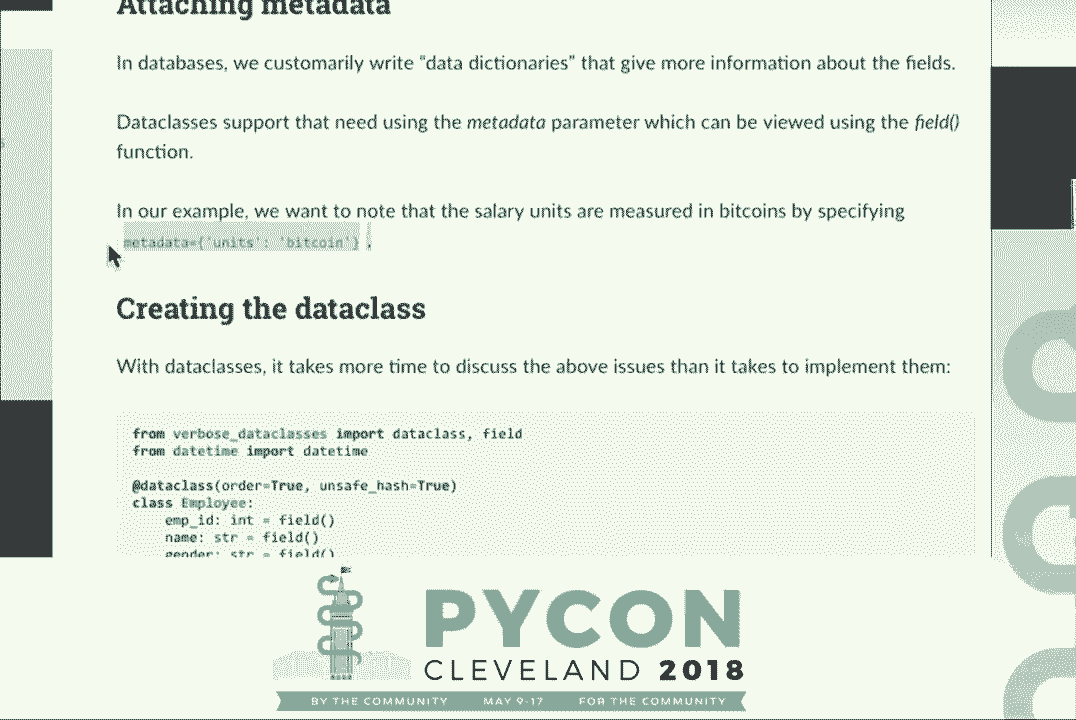 Attaching metadata
In databases, we customarily write “data dictionaries” that give more information about the fields.
Dataclasses support that need using the metadata parameter which can be viewed using the field()
function.
In our example, we want to note that the salary units are measured in bitcoins by specifying
metadata={'units': 'bitcoin'} .
Creating the dataclass
With dataclasses, it takes more time to discuss the above issues than it takes to implement them:
from verbose_dataclasses import dataclass, field
from datetime import datetime
@dataclass(order=True, unsafe_hash=True)
class Employee:
    emp_id: int = field()
    name: str = field()
    gender: str = field()
PYCON
CLEVELAND 2018
BY THE COMMUNITY MAY 9-17 FOR THE COMMUNITY